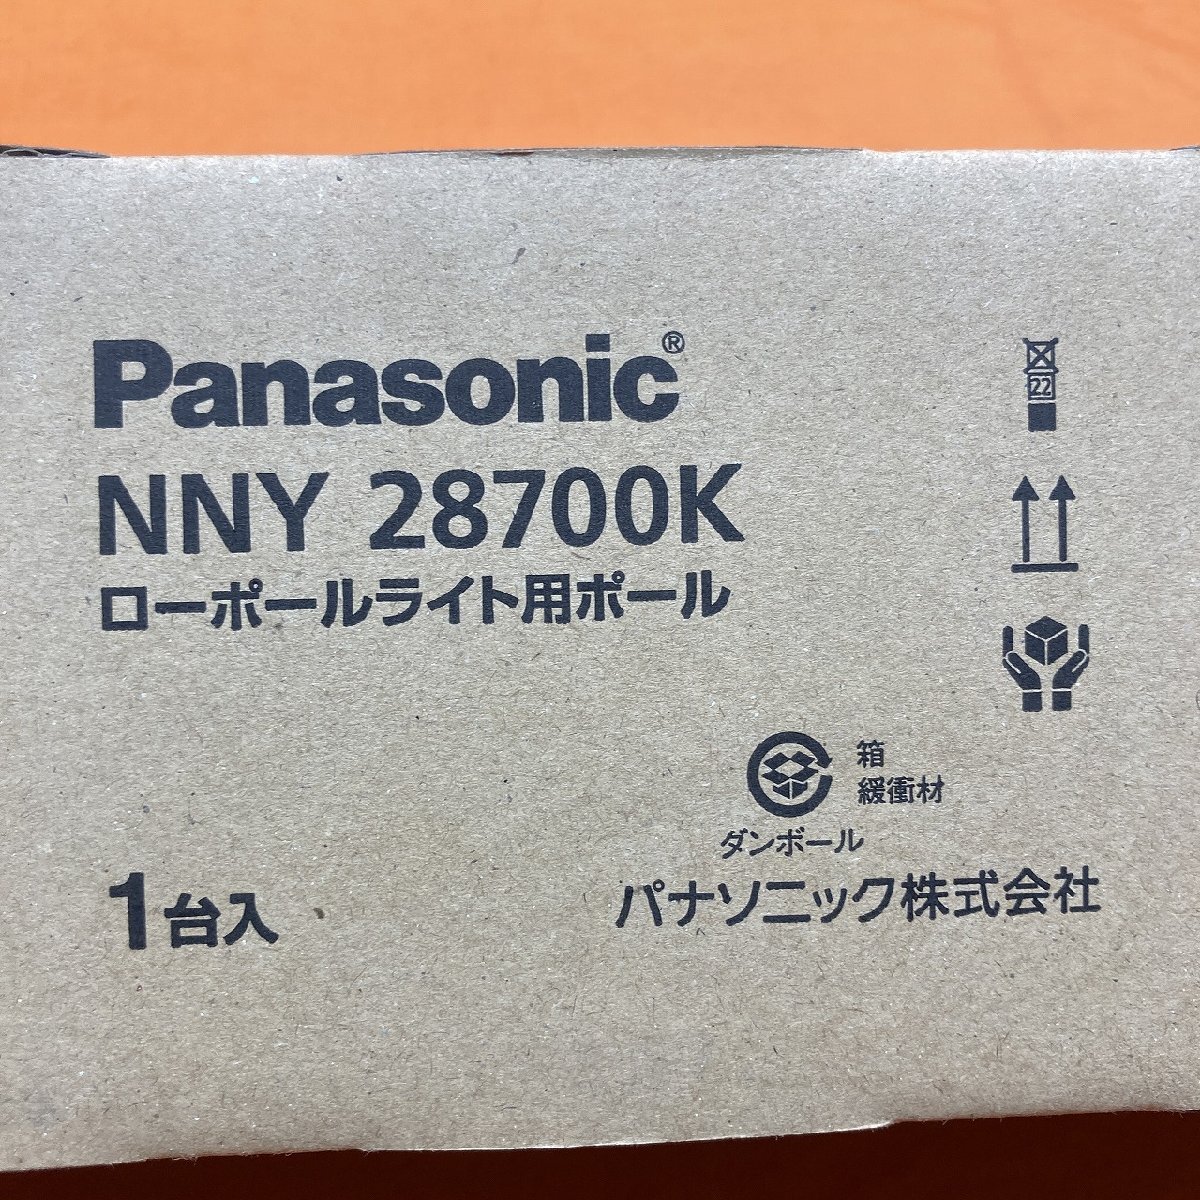 Panasonic®
NNY 28700K
ローポールライト用ポール
22
箱
緩衝材
ダンボール
1台入
パナソニック株式会社